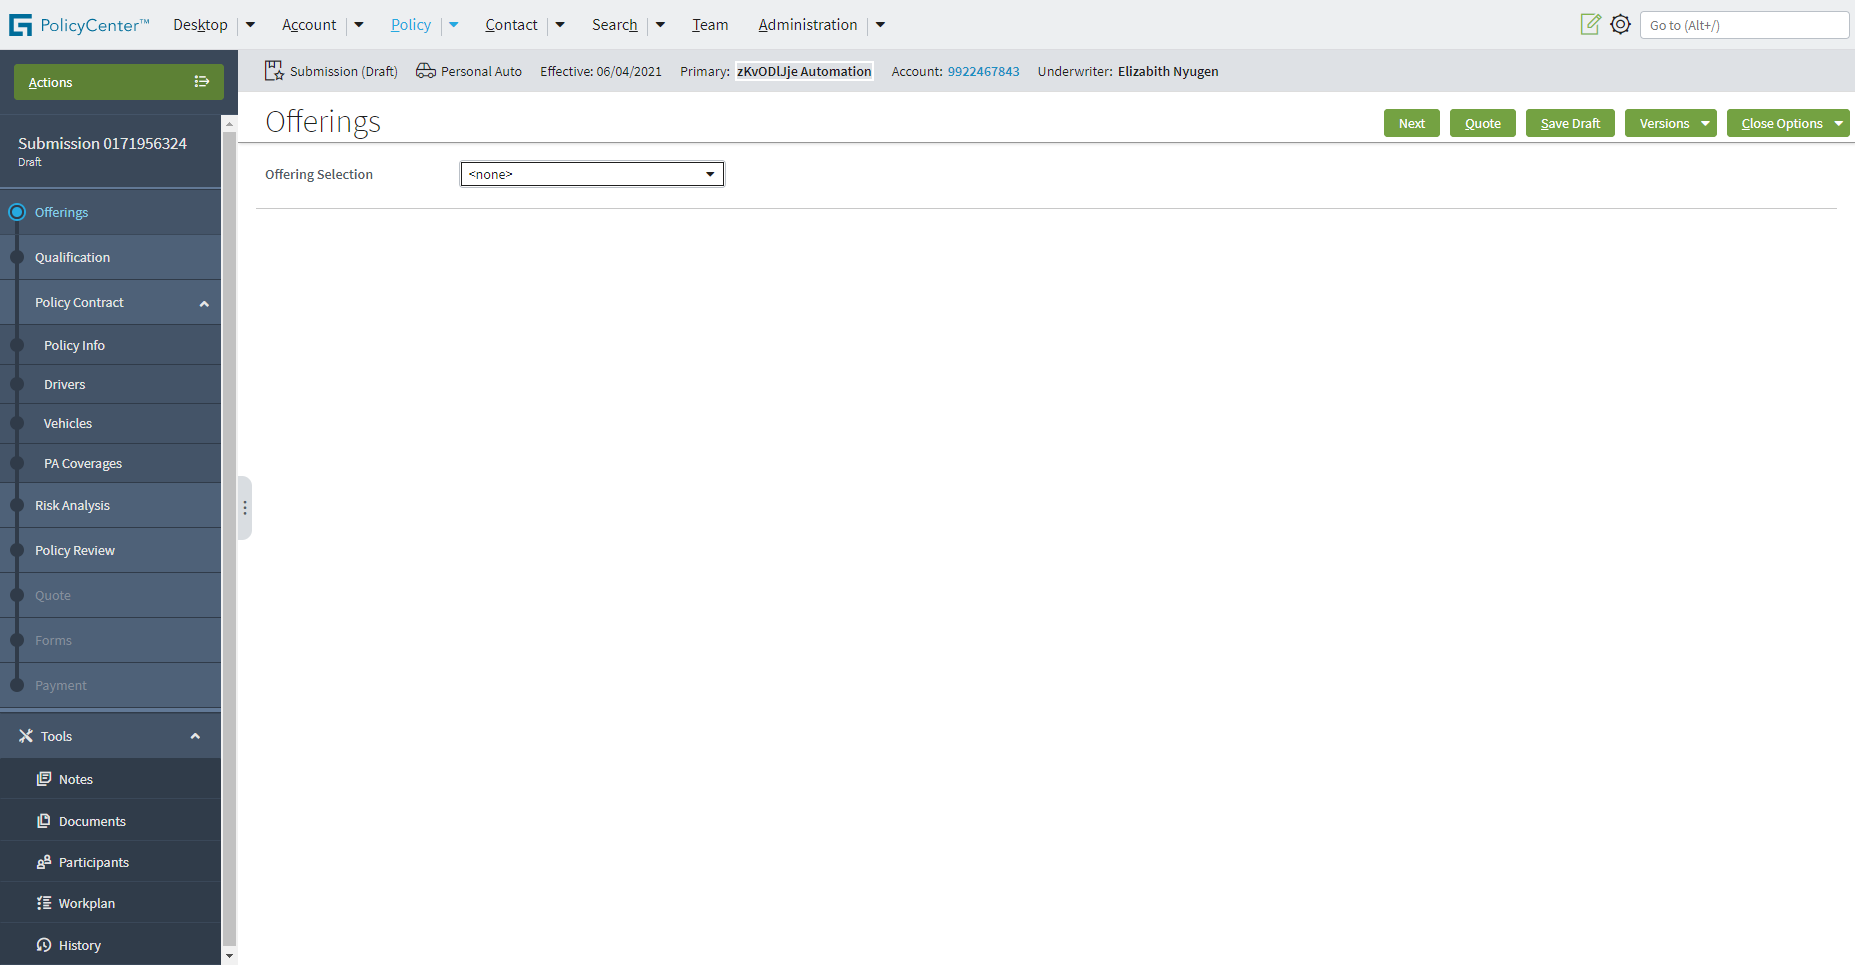 PolicyCenter™ Desktop Account Policy Contact Search Team Administration Go to (Alt+/)
Actions
Submission (Draft) Personal Auto Effective: 06/04/2021 Primary: zKvODlJje Automation Account: 9922467843 Underwriter: Elizabith Nyugen
Offerings
Next Quote Save Draft Versions Close Options
Submission 0171956324
Draft
Offering Selection <none>
Offerings
Qualification
Policy Contract
Policy Info
Drivers
Vehicles
PA Coverages
Risk Analysis
Policy Review
Quote
Forms
Payment
Tools
Notes
Documents
Participants
Workplan
History